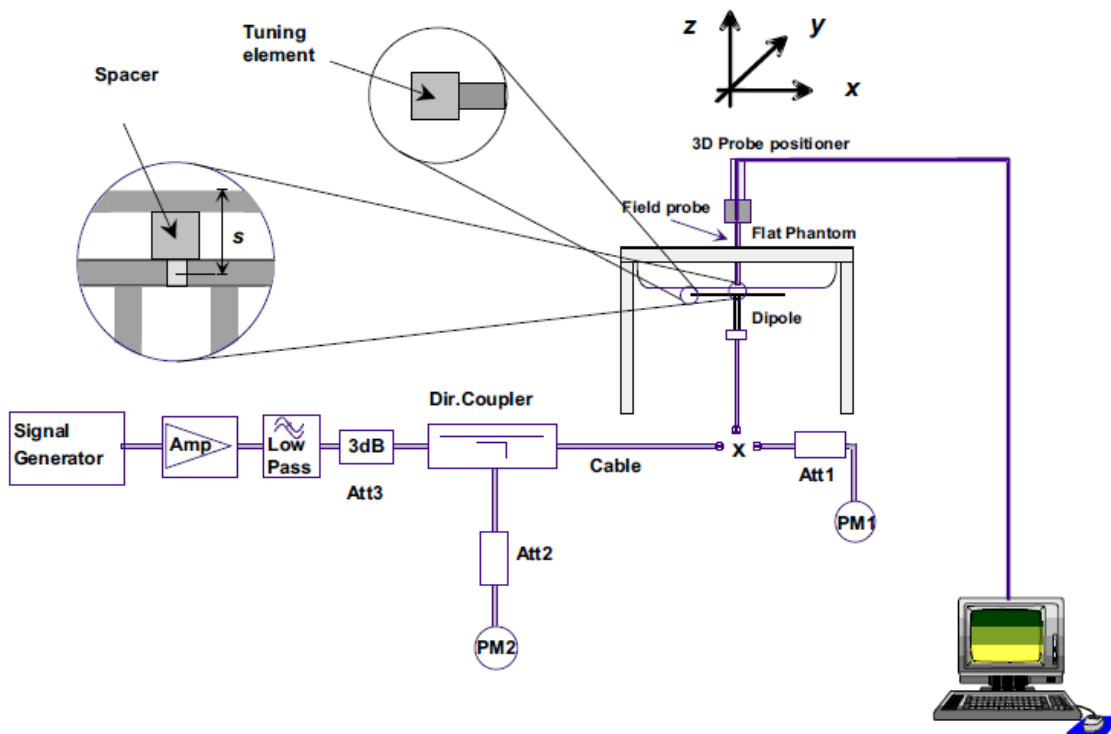 Tuning
element
Spacer
s
z
y
x
3D Probe positioner
Field probe
Flat Phantom
Dipole
Dir.Coupler
Signal
Generator
Amp
Low
Pass
3dB
Att3
Cable
X
Att1
PM1
Att2
PM2